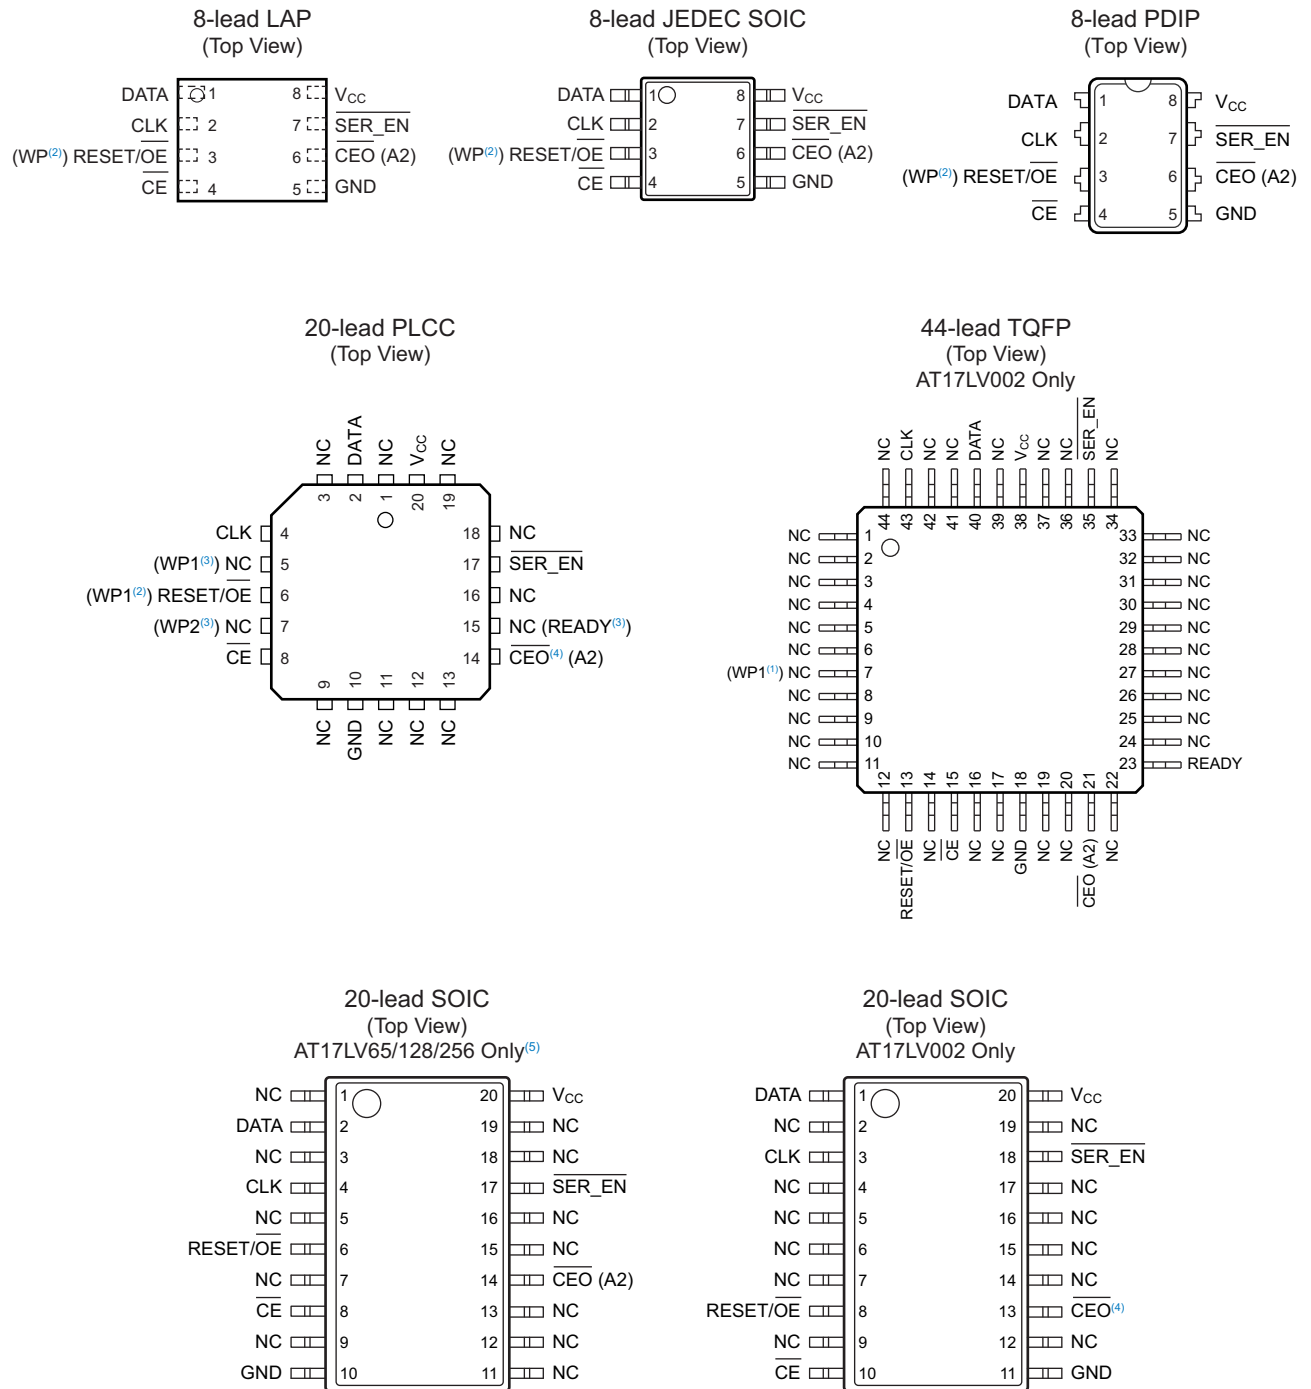 8-lead LAP
(Top View)
DATA 1 8 VCC
CLK 2 7 SER_EN
(WP(2)) RESET/OE 3 6 CEO (A2)
CE 4 5 GND
8-lead JEDEC SOIC
(Top View)
DATA 1 8 VCC
CLK 2 7 SER_EN
(WP(2)) RESET/OE 3 6 CEO (A2)
CE 4 5 GND
8-lead PDIP
(Top View)
DATA 1 8 VCC
CLK 2 7 SER_EN
(WP(2)) RESET/OE 3 6 CEO (A2)
CE 4 5 GND
20-lead PLCC
(Top View)
NC DATA NC VCC NC
3 2 1 20 19
CLK 4 18 NC
(WP1(3)) NC 5 17 SER_EN
(WP1(2)) RESET/OE 6 16 NC
(WP2(3)) NC 7 15 NC (READY(3))
CE 8 14 CEO(4) (A2)
9 10 11 12 13
NC GND NC NC NC
44-lead TQFP
(Top View)
AT17LV002 Only
NC CLK NC NC DATA NC VCC NC NC SER_EN NC
44 43 42 41 40 39 38 37 36 35 34
NC 1 33 NC
NC 2 32 NC
NC 3 31 NC
NC 4 30 NC
NC 5 29 NC
NC 6 28 NC
(WP1(1)) NC 7 27 NC
NC 8 26 NC
NC 9 25 NC
NC 10 24 NC
NC 11 23 READY
12 13 14 15 16 17 18 19 20 21 22
NC RESET/OE NC CE NC NC GND NC NC CEO (A2) NC
20-lead SOIC
(Top View)
AT17LV65/128/256 Only(5)
NC 1 20 VCC
DATA 2 19 NC
NC 3 18 NC
CLK 4 17 SER_EN
NC 5 16 NC
RESET/OE 6 15 NC
NC 7 14 CEO (A2)
CE 8 13 NC
NC 9 12 NC
GND 10 11 NC
20-lead SOIC
(Top View)
AT17LV002 Only
DATA 1 20 VCC
NC 2 19 NC
CLK 3 18 SER_EN
NC 4 17 NC
NC 5 16 NC
NC 6 15 NC
NC 7 14 NC
RESET/OE 8 13 CEO(4)
NC 9 12 NC
CE 10 11 GND